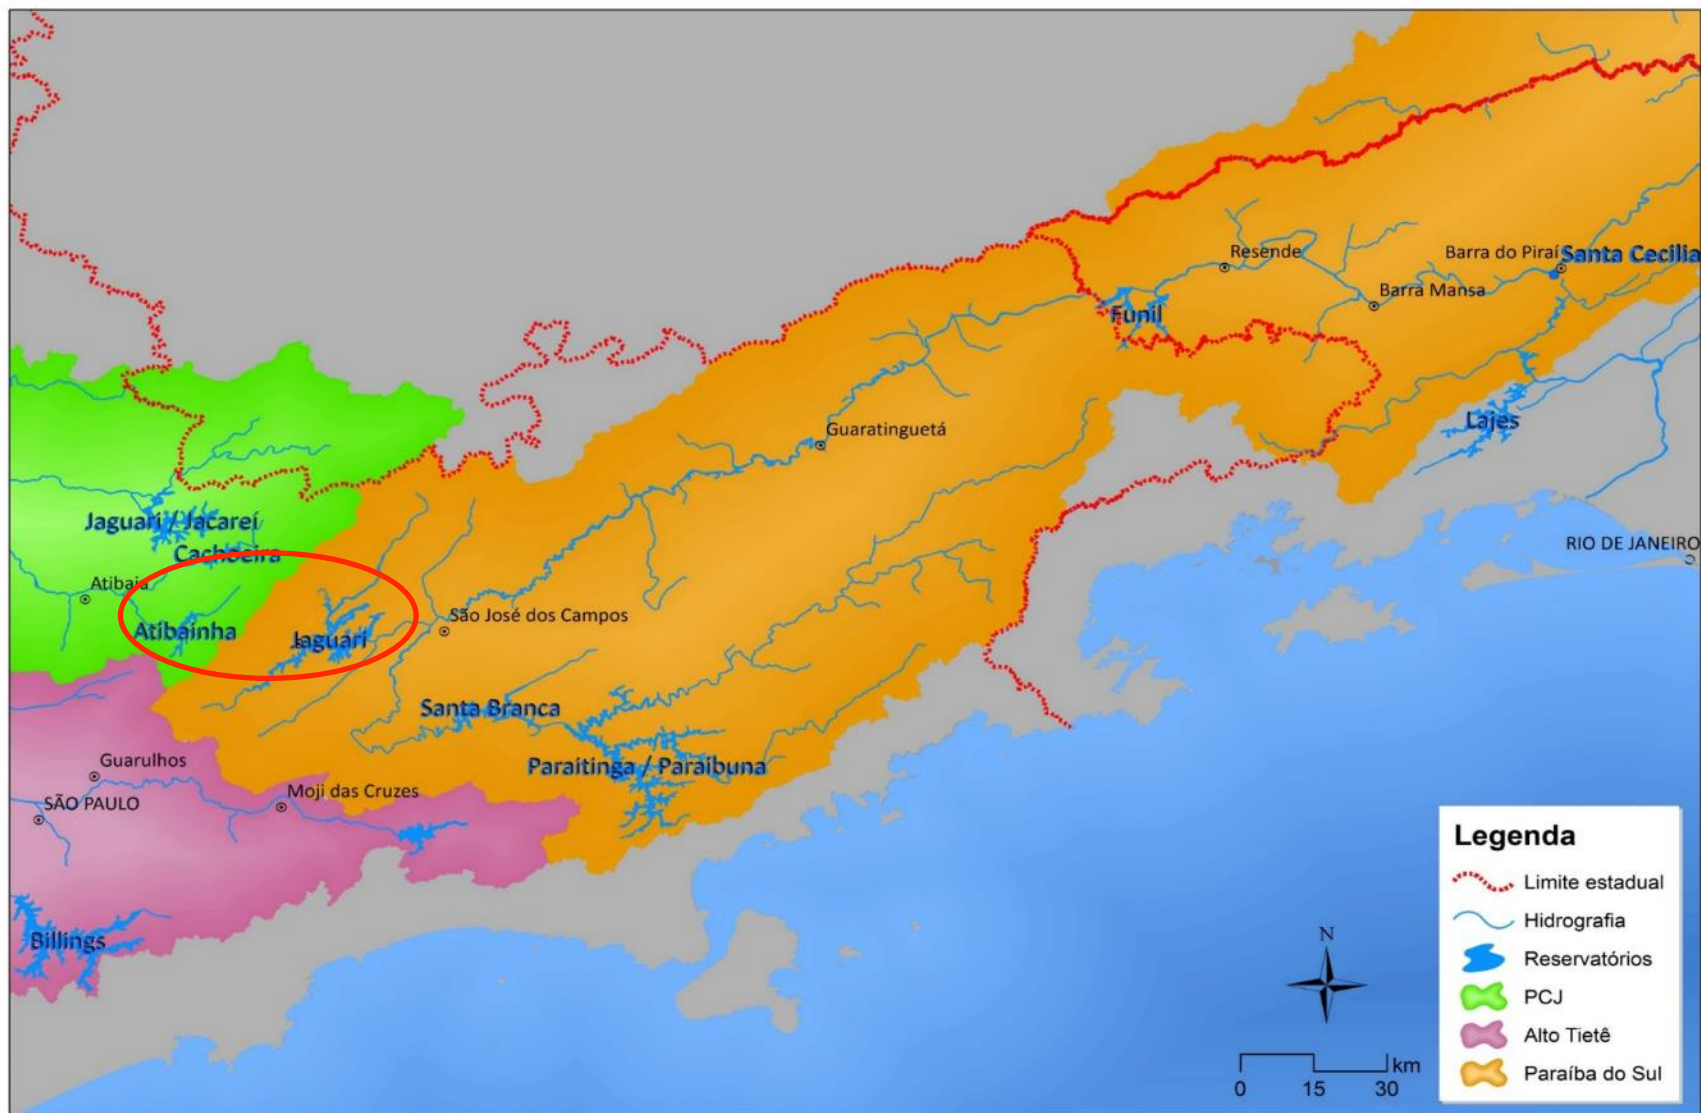 Resende
Barra do Piraí
Santa Cecilia
Barra Mansa
Funil
Lajes
Guaratinguetá
Jaguari / Jacareí
Cachoeira
RIO DE JANEIRO
Atibaia
Atibainha
Jaguari
São José dos Campos
Santa Branca
Paraitinga / Paraibuna
Guarulhos
Moji das Cruzes
SÃO PAULO
Billings
Legenda
Limite estadual
Hidrografia
Reservatórios
PCJ
Alto Tietê
Paraíba do Sul
N
km
0 15 30